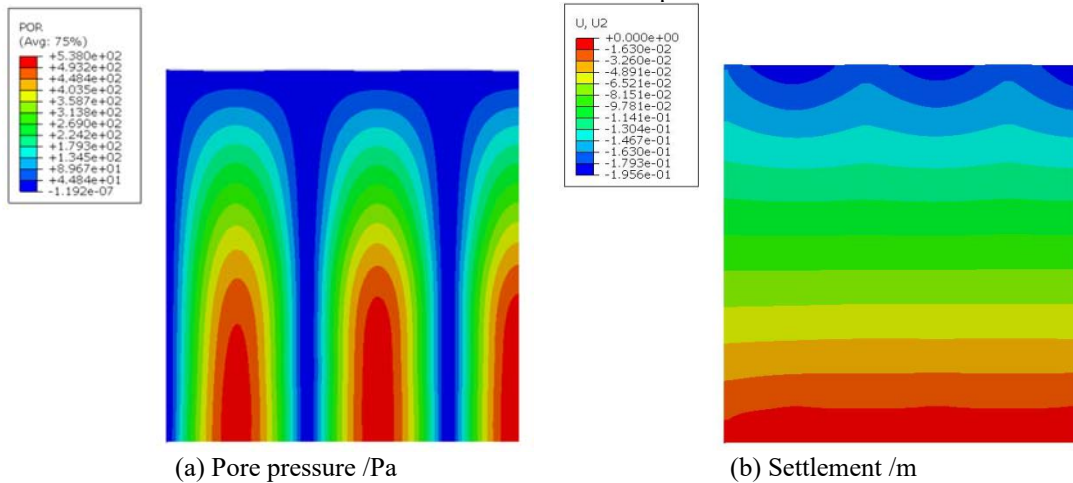 POR
(Avg: 75%)
+5.380e+02
+4.932e+02
+4.484e+02
+4.035e+02
+3.587e+02
+3.138e+02
+2.690e+02
+2.242e+02
+1.793e+02
+1.345e+02
+8.967e+01
+4.484e+01
-1.192e-07
U, U2
+0.000e+00
-1.630e-02
-3.260e-02
-4.891e-02
-6.521e-02
-8.151e-02
-9.781e-02
-1.141e-01
-1.304e-01
-1.467e-01
-1.630e-01
-1.793e-01
-1.956e-01
(a) Pore pressure /Pa
(b) Settlement /m